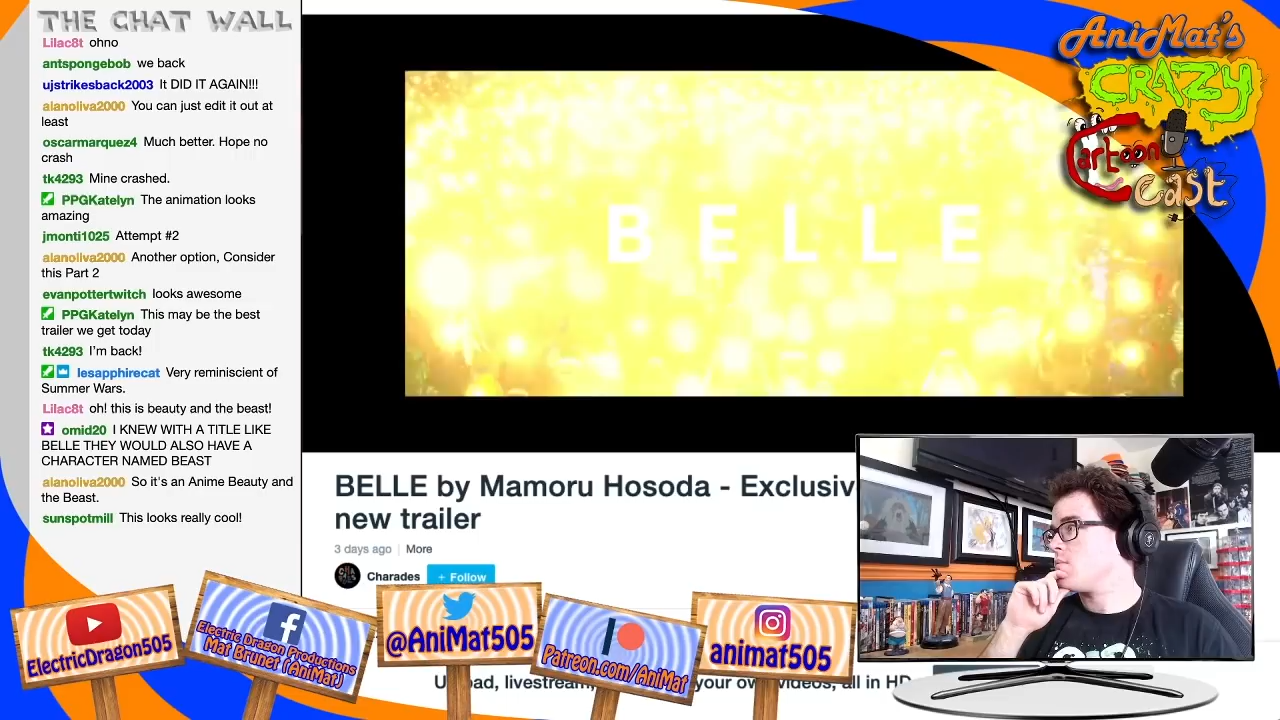 THE CHAT WALL
Lilac8t ohno
antspongebob we back
ujstrikesback2003 It DID IT AGAIN!!!
alanoliva2000 You can just edit it out at
least
oscarmarquez4 Much better. Hope no
crash
tk4293 Mine crashed.
PPGKatelyn The animation looks
amazing
jmonti1025 Attempt #2
alanoliva2000 Another option, Consider
this Part 2
evanpottertwitch looks awesome
PPGKatelyn This may be the best
trailer we get today
tk4293 I'm back!
lesapphirecat Very reminiscient of
Summer Wars.
Lilac8t oh! this is beauty and the beast!
omid20 I KNEW WITH A TITLE LIKE
BELLE THEY WOULD ALSO HAVE A
CHARACTER NAMED BEAST
alanoliva2000 So it's an Anime Beauty and
the Beast.
sunspotmill This looks really cool!
BELLE
AniMat's
CRAZY
Cartoon
Cast
BELLE by Mamoru Hosoda - Exclusiv
new trailer
3 days ago | More
Charades + Follow
ElectricDragon505
Electric Dragon Productions
Mat Brunet (AniMat)
@AniMat505
Patreon.com/AniMat
animat505
livestream, your own videos, all in HD